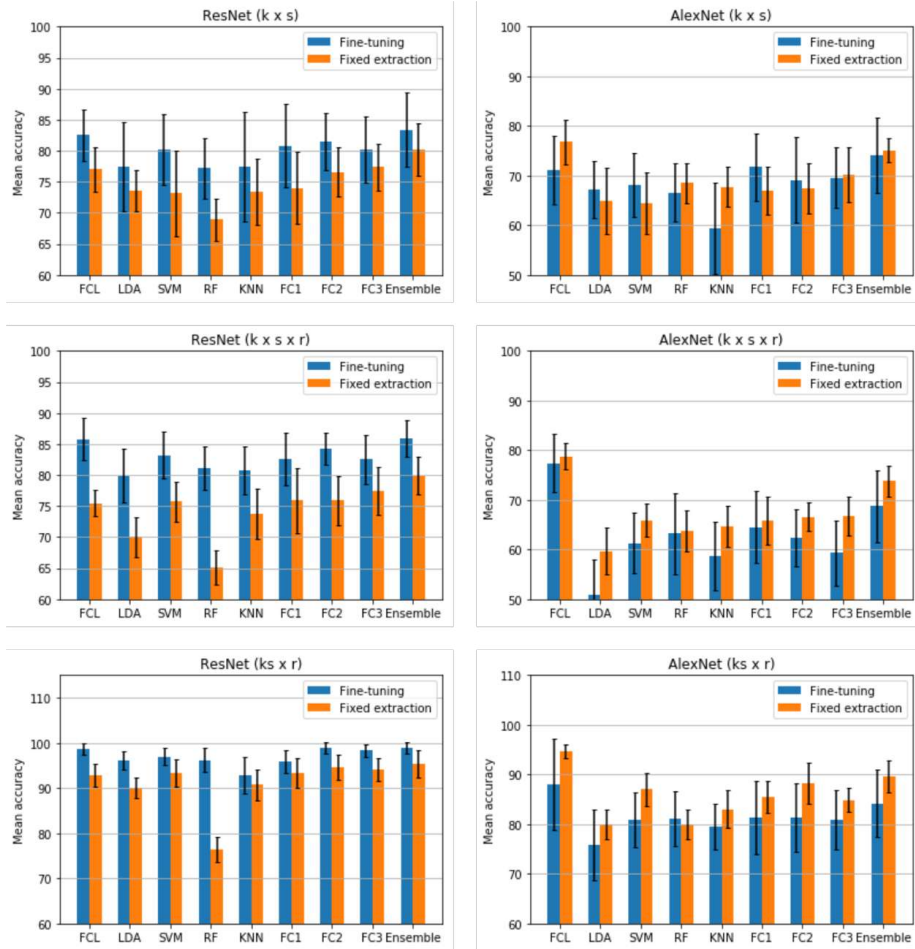 ResNet (k x s)
Mean accuracy
100
95
90
85
80
75
70
65
60
Fine-tuning
Fixed extraction
FCL LDA SVM RF KNN FC1 FC2 FC3 Ensemble
AlexNet (k x s)
Mean accuracy
100
90
80
70
60
50
Fine-tuning
Fixed extraction
FCL LDA SVM RF KNN FC1 FC2 FC3 Ensemble
ResNet (k x s x r)
Mean accuracy
100
95
90
85
80
75
70
65
60
Fine-tuning
Fixed extraction
FCL LDA SVM RF KNN FC1 FC2 FC3 Ensemble
AlexNet (k x s x r)
Mean accuracy
100
90
80
70
60
50
Fine-tuning
Fixed extraction
FCL LDA SVM RF KNN FC1 FC2 FC3 Ensemble
ResNet (ks x r)
Mean accuracy
110
100
90
80
70
60
Fine-tuning
Fixed extraction
FCL LDA SVM RF KNN FC1 FC2 FC3 Ensemble
AlexNet (ks x r)
Mean accuracy
110
100
90
80
70
60
Fine-tuning
Fixed extraction
FCL LDA SVM RF KNN FC1 FC2 FC3 Ensemble